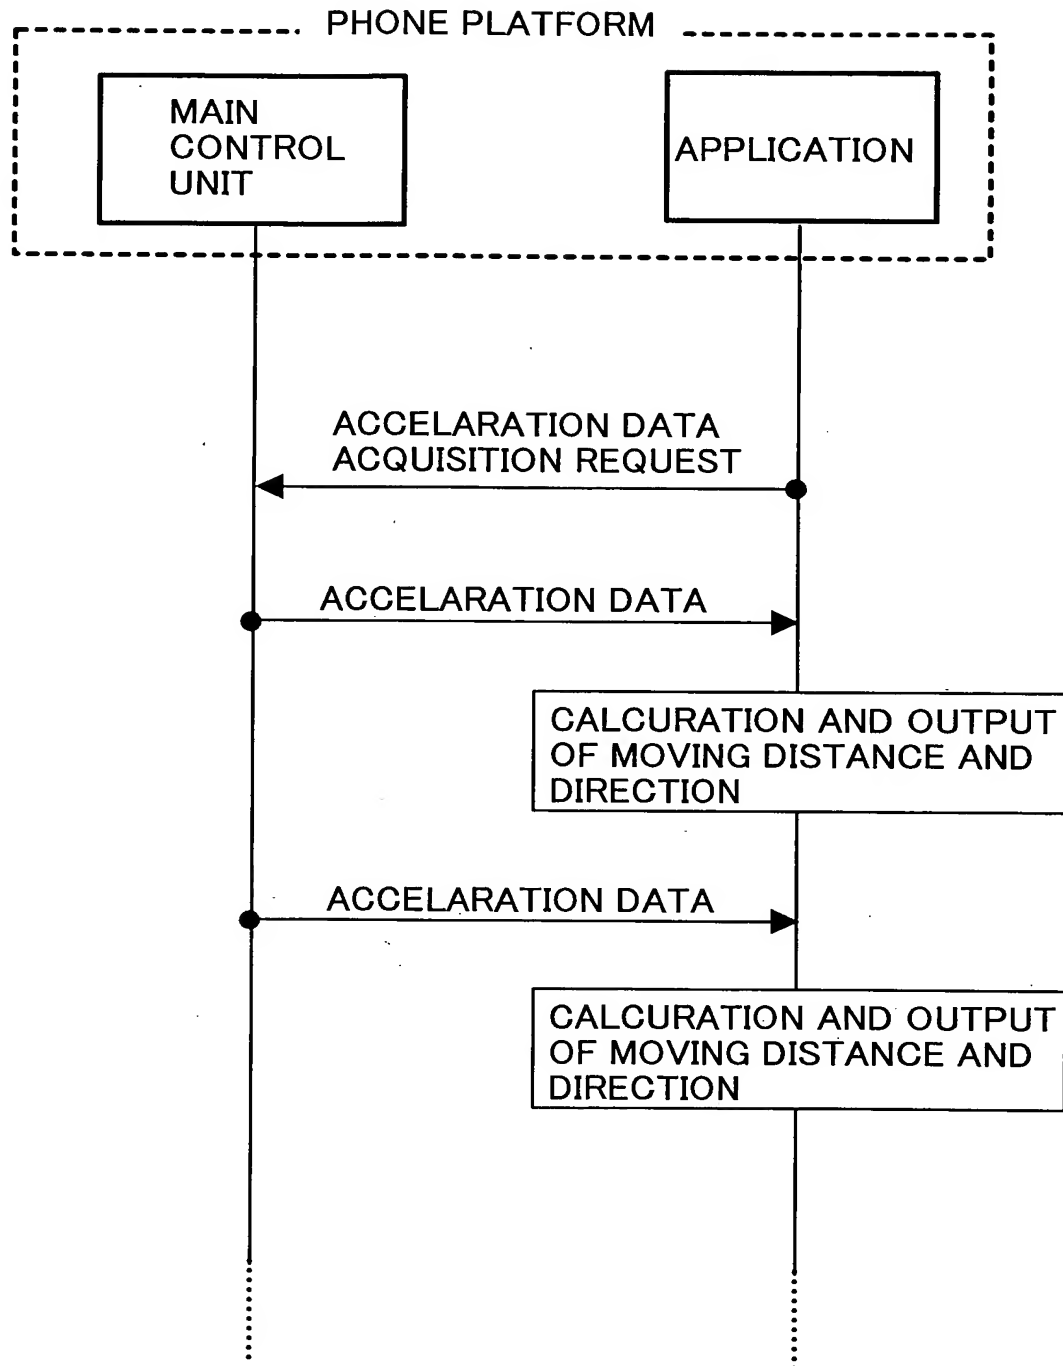 PHONE PLATFORM
MAIN
CONTROL
UNIT
APPLICATION
ACCELARATION DATA
ACQUISITION REQUEST
ACCELARATION DATA
CALCURATION AND OUTPUT
OF MOVING DISTANCE AND
DIRECTION
ACCELARATION DATA
CALCURATION AND OUTPUT
OF MOVING DISTANCE AND
DIRECTION